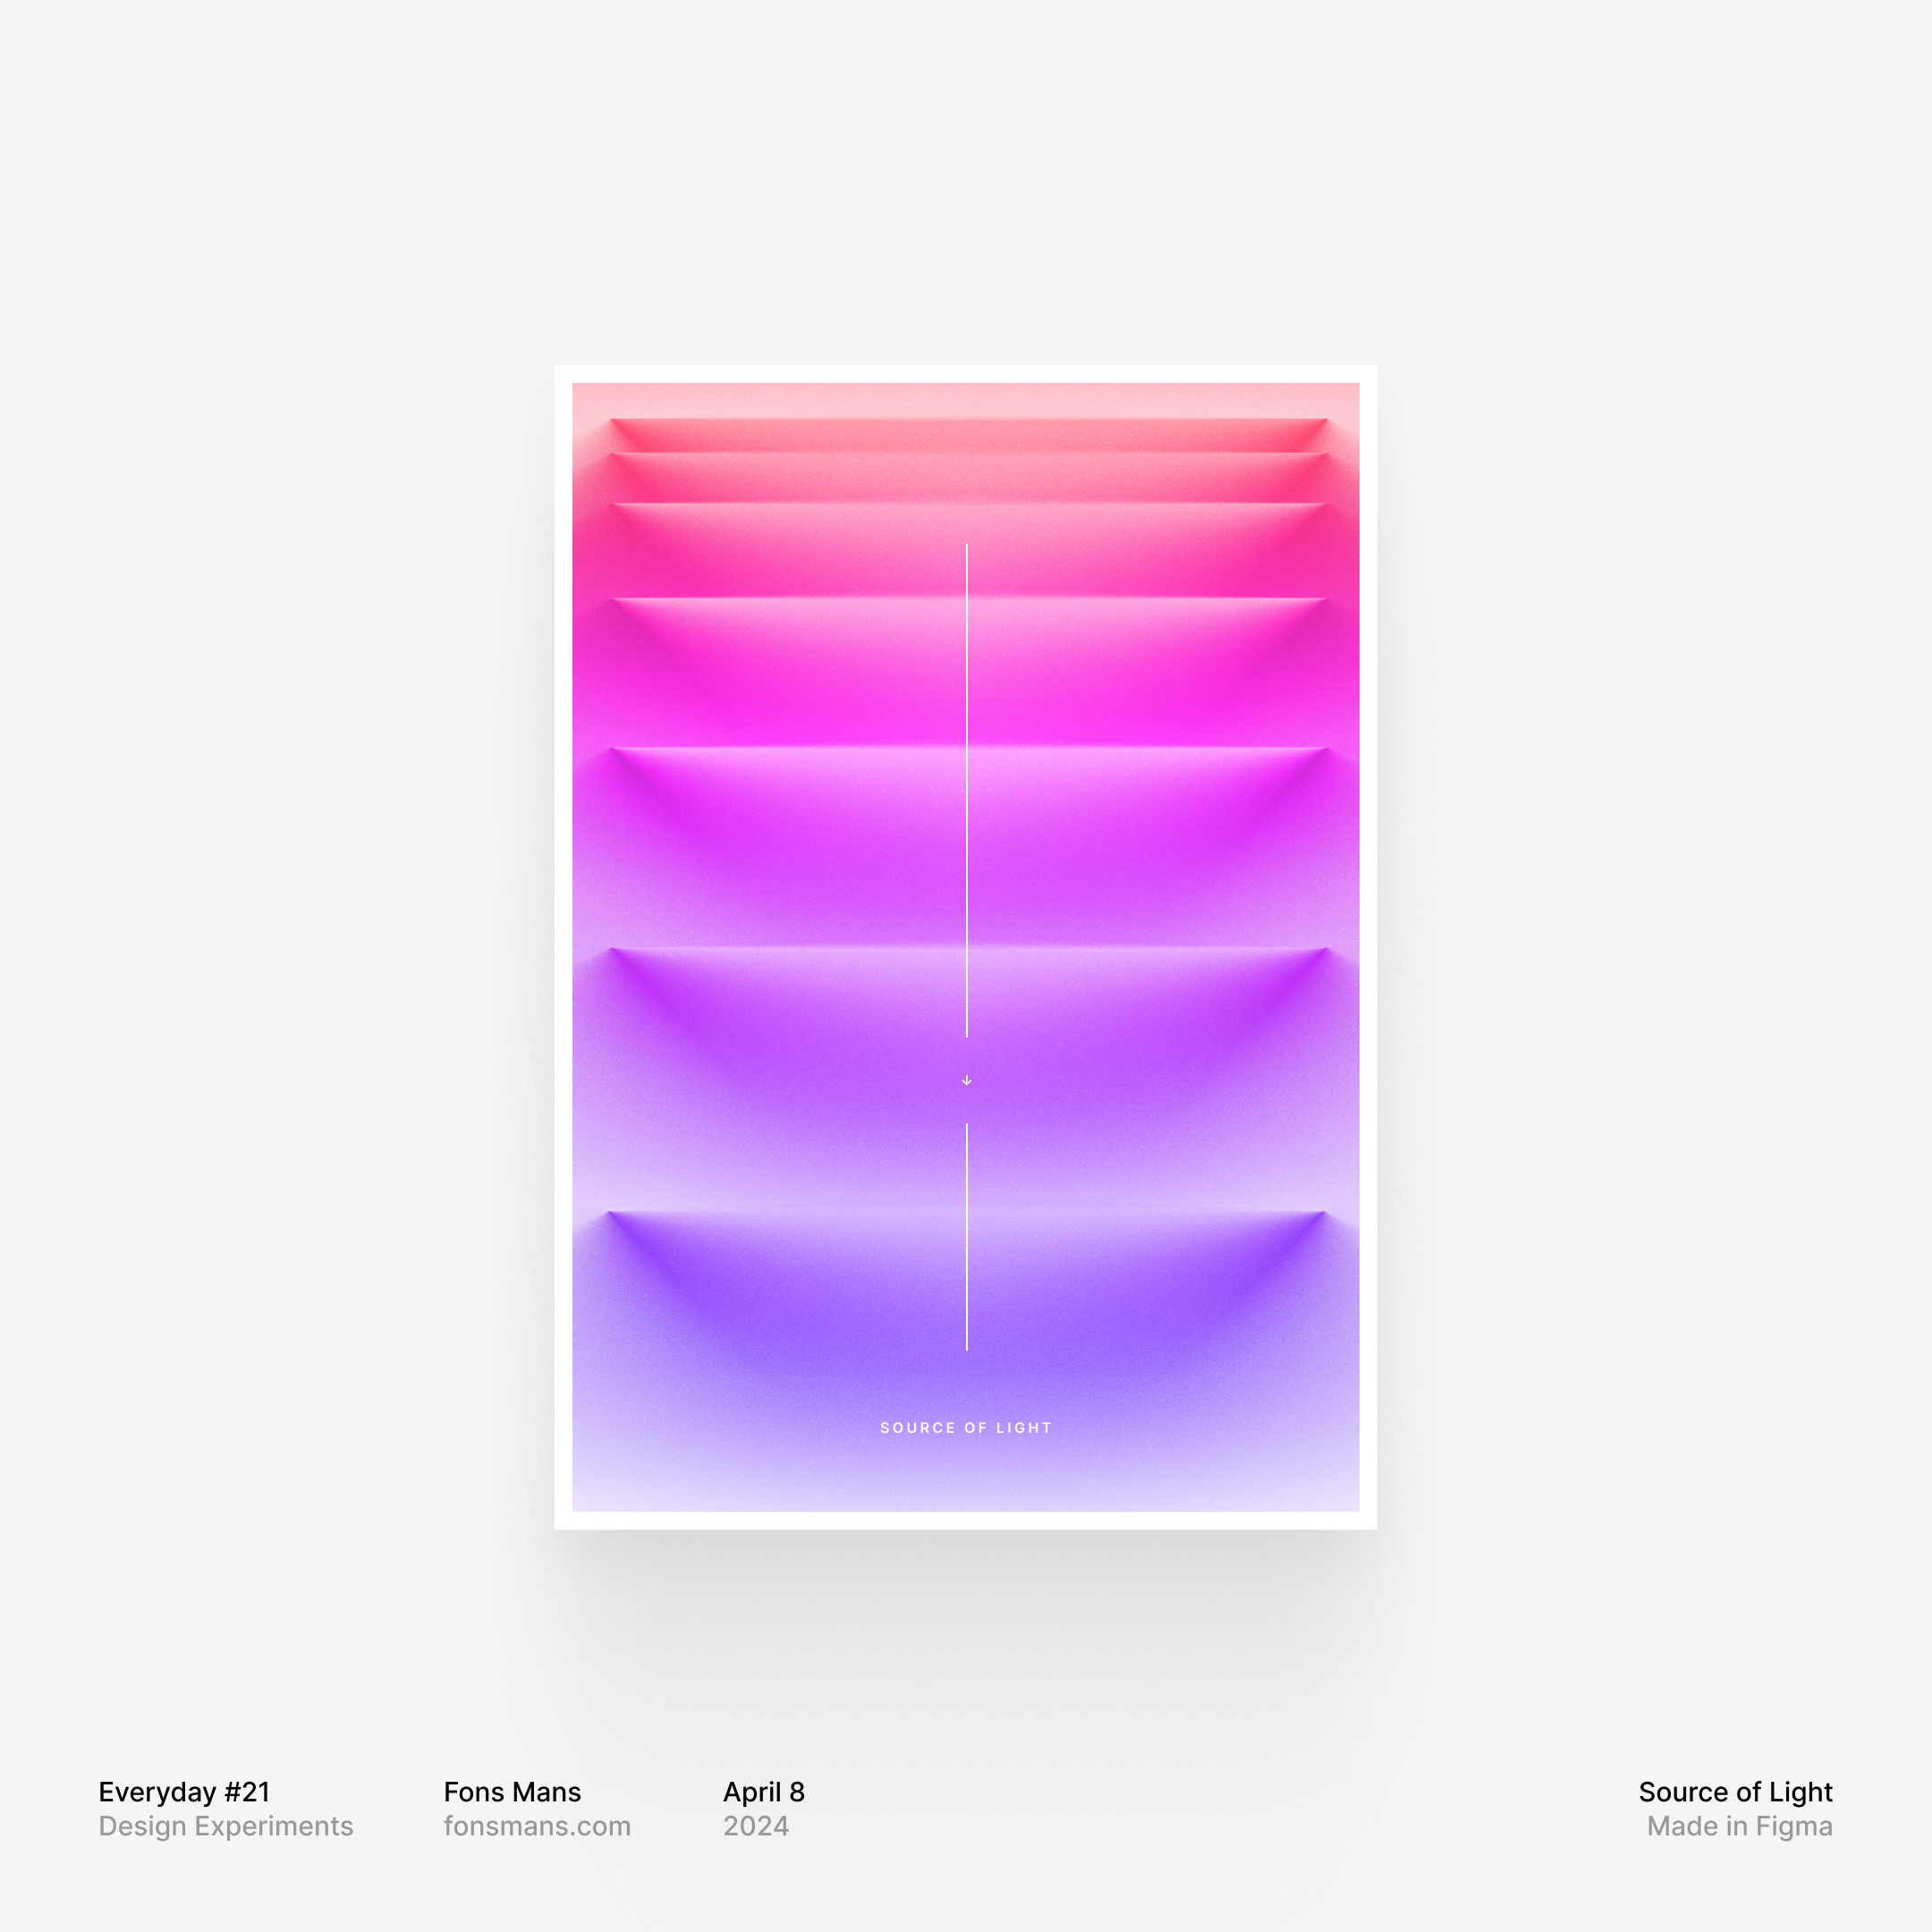 SOURCE OF LIGHT
Everyday #21
Design Experiments
Fons Mans
fonsmans.com
April 8
2024
Source of Light
Made in Figma